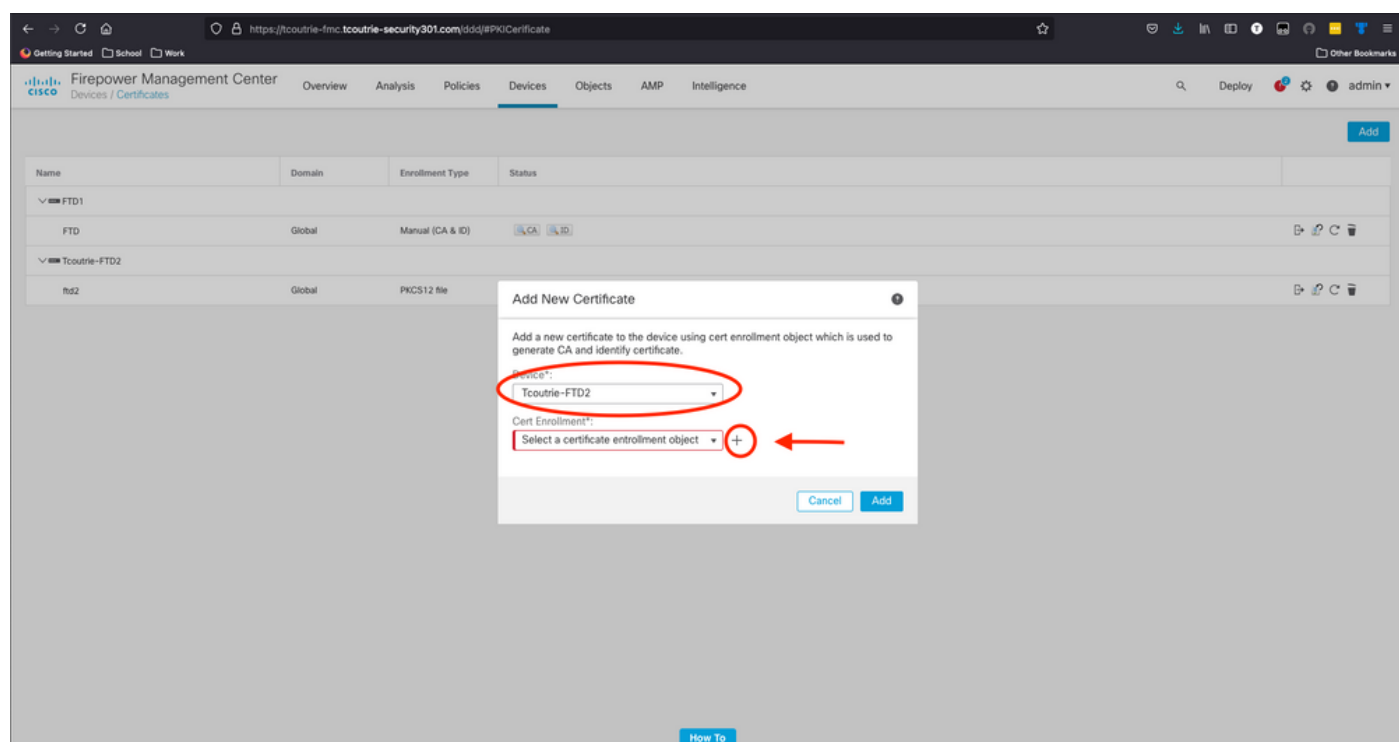 https://tcoutrie-fmc.tcoutrie-security301.com/ddd/#PKICerificate
Getting Started School Work Other Bookmarks
cisco
Firepower Management Center
Devices / Certificates
Overview Analysis Policies Devices Objects AMP Intelligence Deploy admin
Add
Name Domain Enrollment Type Status
FTD1
FTD Global Manual (CA & ID) CA ID
Tcoutrie-FTD2
ftd2 Global PKCS12 file
Add New Certificate
Add a new certificate to the device using cert enrollment object which is used to
generate CA and identify certificate.
Device*:
Tcoutrie-FTD2
Cert Enrollment*:
Select a certificate entrollment object
Cancel Add
How To